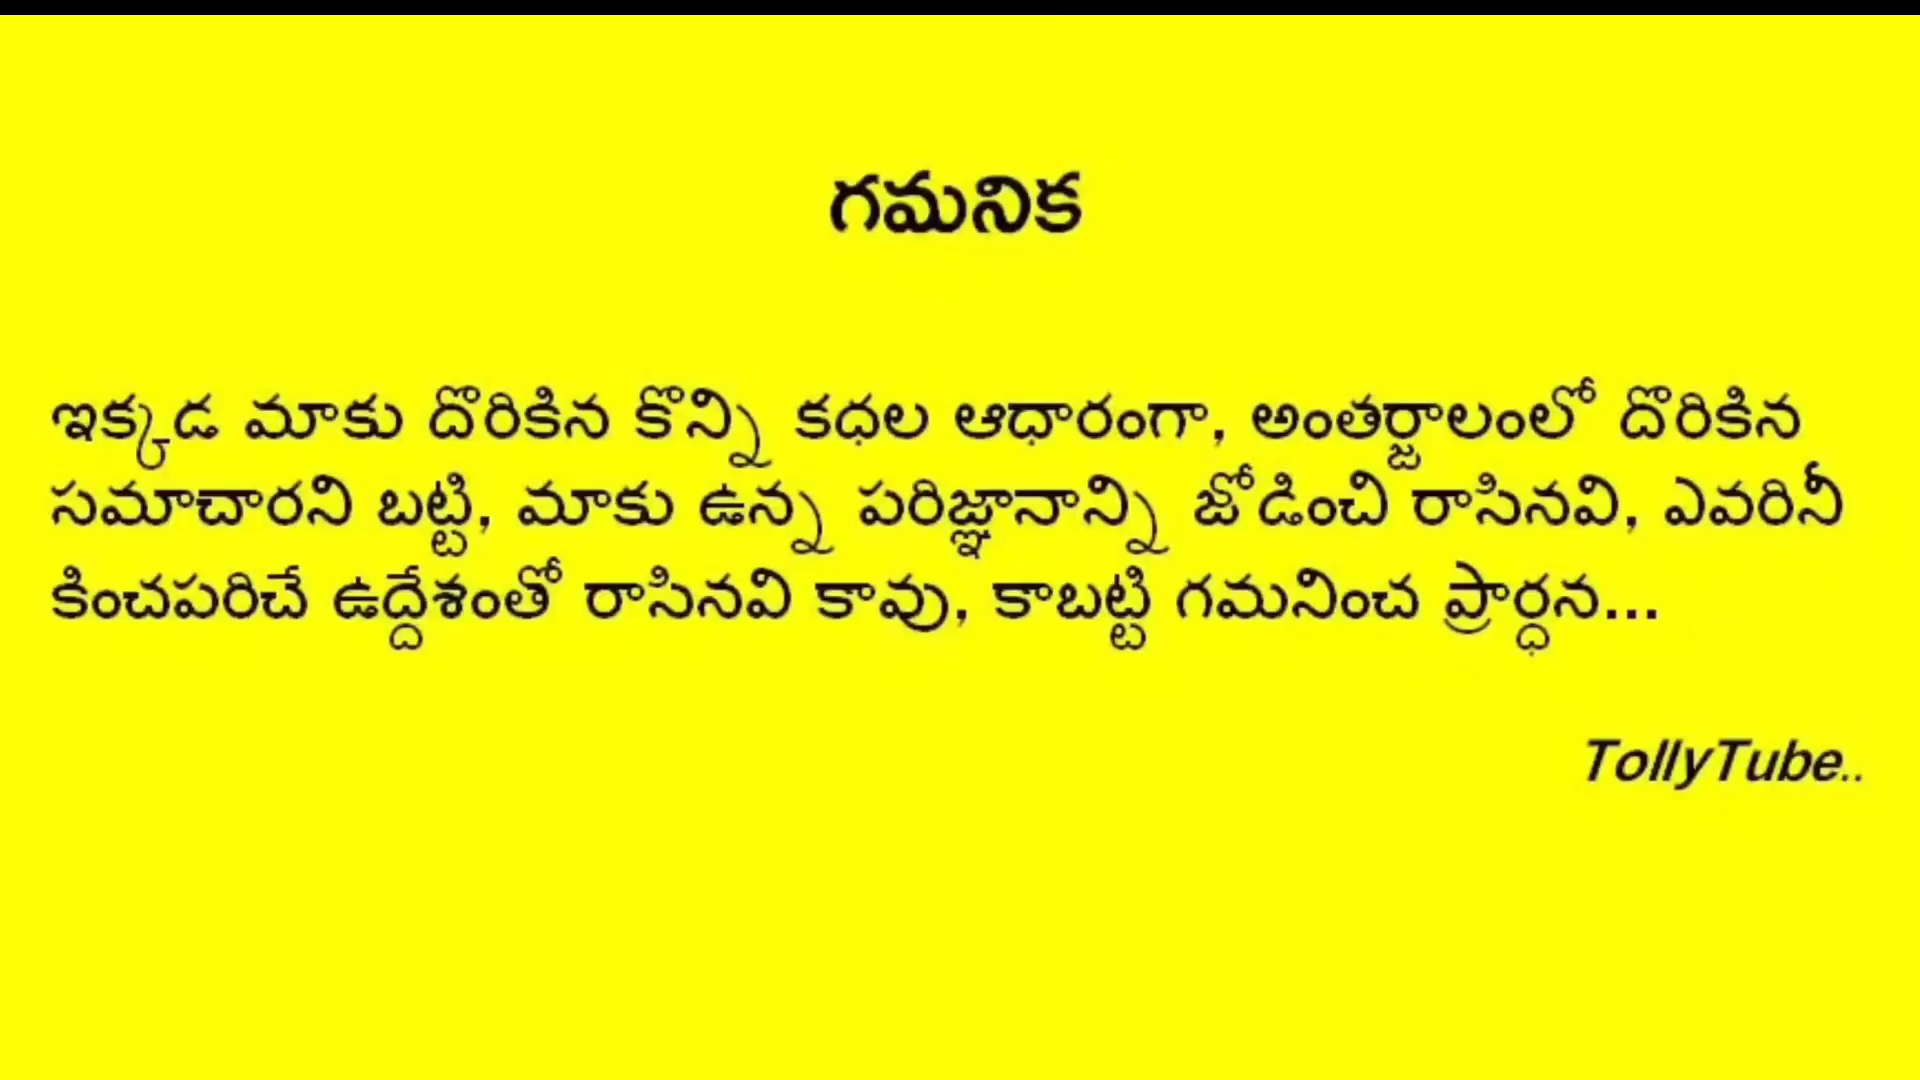 గమనిక
ఇక్కడ మాకు దొరికిన కొన్ని కధల ఆధారంగా, అంతర్జాలంలో దొరికిన
సమాచారని బట్టి, మాకు ఉన్న పరిజ్ఞానాన్ని జోడించి రాసినవి, ఎవరినీ
కించపరిచే ఉద్దేశంతో రాసినవి కావు, కాబట్టి గమనించ ప్రార్ధన...
TollyTube..